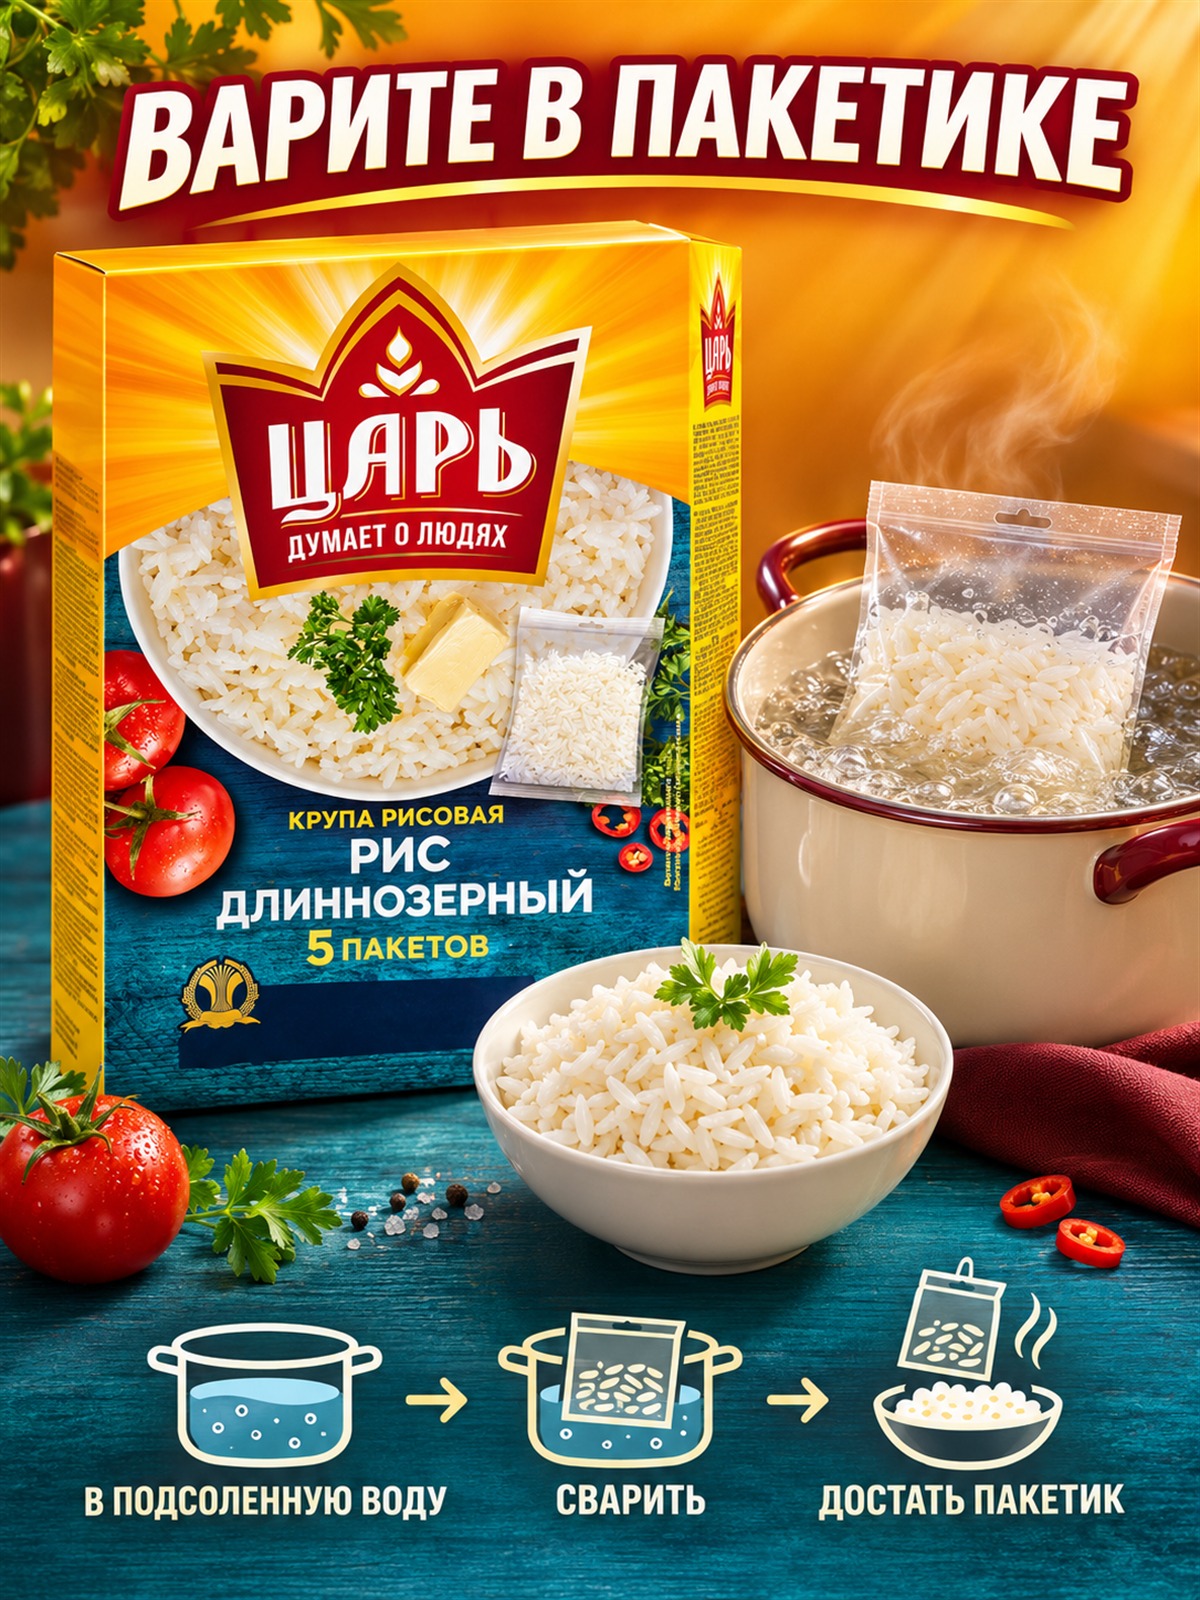 ВАРИТЕ В ПАКЕТИКЕ
ЦАРЬ
ДУМАЕТ О ЛЮДЯХ
ЦАРЬ
КРУПА РИСОВАЯ
РИС
ДЛИННОЗЕРНЫЙ
5 ПАКЕТОВ
В ПОДСОЛЕННУЮ ВОДУ
СВАРИТЬ
ДОСТАТЬ ПАКЕТИК